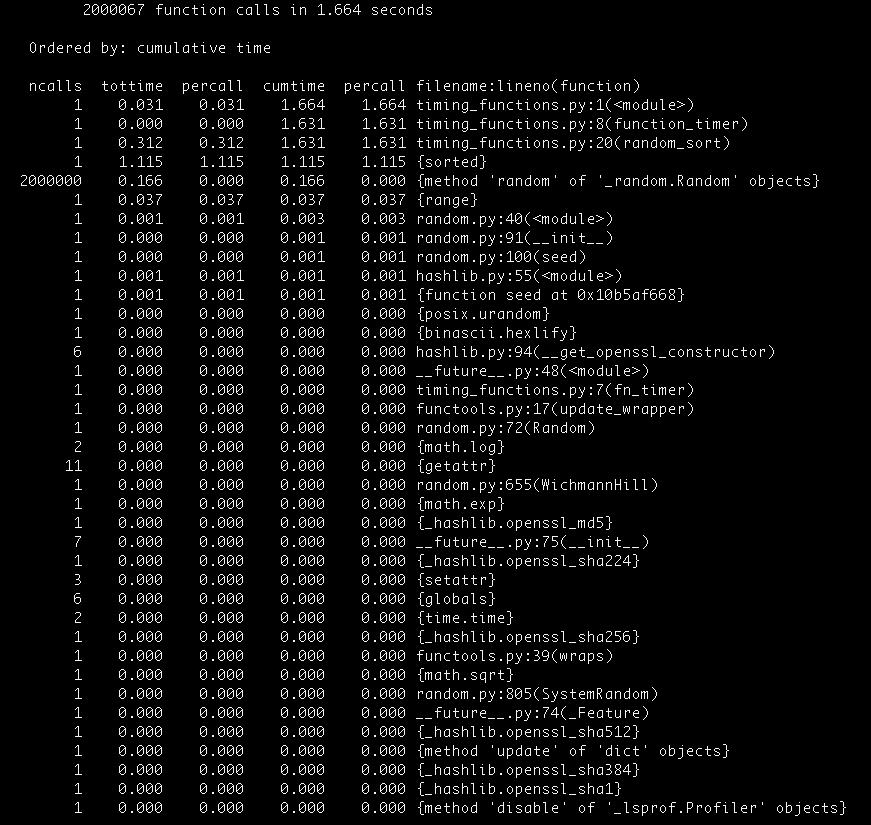 2000067 function calls in 1.664 seconds
Ordered by: cumulative time
ncalls tottime percall cumtime percall filename:lineno(function)
1 0.031 0.031 1.664 1.664 timing_functions.py:1(<module>)
1 0.000 0.000 1.631 1.631 timing_functions.py:8(function_timer)
1 0.312 0.312 1.631 1.631 timing_functions.py:20(random_sort)
1 1.115 1.115 1.115 1.115 {sorted}
2000000 0.166 0.000 0.166 0.000 {method 'random' of '_random.Random' objects}
1 0.037 0.037 0.037 0.037 {range}
1 0.001 0.001 0.003 0.003 random.py:40(<module>)
1 0.000 0.000 0.001 0.001 random.py:91(__init__)
1 0.000 0.000 0.001 0.001 random.py:100(seed)
1 0.001 0.001 0.001 0.001 hashlib.py:55(<module>)
1 0.001 0.001 0.001 0.001 {function seed at 0x10b5af668}
1 0.000 0.000 0.000 0.000 {posix.urandom}
1 0.000 0.000 0.000 0.000 {binascii.hexlify}
6 0.000 0.000 0.000 0.000 hashlib.py:94(__get_openssl_constructor)
1 0.000 0.000 0.000 0.000 __future__.py:48(<module>)
1 0.000 0.000 0.000 0.000 timing_functions.py:7(fn_timer)
1 0.000 0.000 0.000 0.000 functools.py:17(update_wrapper)
1 0.000 0.000 0.000 0.000 random.py:72(Random)
2 0.000 0.000 0.000 0.000 {math.log}
11 0.000 0.000 0.000 0.000 {getattr}
1 0.000 0.000 0.000 0.000 random.py:655(WichmannHill)
1 0.000 0.000 0.000 0.000 {math.exp}
1 0.000 0.000 0.000 0.000 {_hashlib.openssl_md5}
7 0.000 0.000 0.000 0.000 __future__.py:75(__init__)
1 0.000 0.000 0.000 0.000 {_hashlib.openssl_sha224}
3 0.000 0.000 0.000 0.000 {setattr}
6 0.000 0.000 0.000 0.000 {globals}
2 0.000 0.000 0.000 0.000 {time.time}
1 0.000 0.000 0.000 0.000 {_hashlib.openssl_sha256}
1 0.000 0.000 0.000 0.000 functools.py:39(wraps)
1 0.000 0.000 0.000 0.000 {math.sqrt}
1 0.000 0.000 0.000 0.000 random.py:805(SystemRandom)
1 0.000 0.000 0.000 0.000 __future__.py:74(_Feature)
1 0.000 0.000 0.000 0.000 {_hashlib.openssl_sha512}
1 0.000 0.000 0.000 0.000 {method 'update' of 'dict' objects}
1 0.000 0.000 0.000 0.000 {_hashlib.openssl_sha384}
1 0.000 0.000 0.000 0.000 {_hashlib.openssl_sha1}
1 0.000 0.000 0.000 0.000 {method 'disable' of '_lsprof.Profiler' objects}